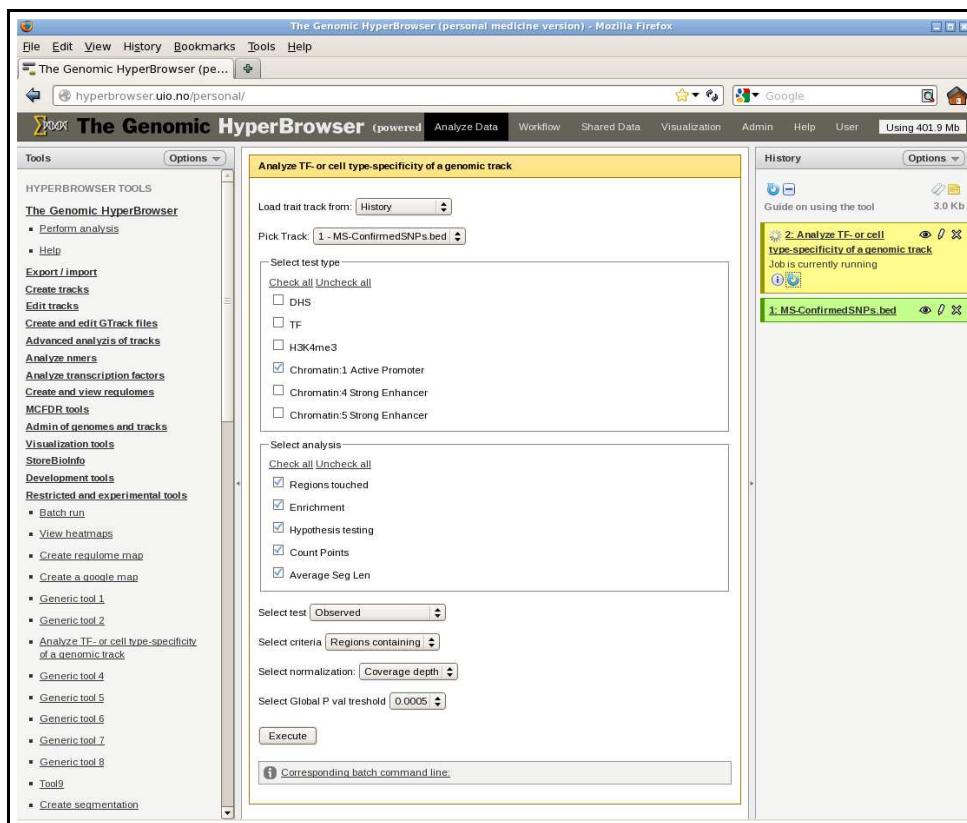 The Genomic HyperBrowser (personal medicine version) - Mozilla Firefox
File Edit View History Bookmarks Tools Help
The Genomic HyperBrowser (pe...
hyperbrowser.uio.no/personal/
Google
The Genomic HyperBrowser (powered
Analyze Data Workflow Shared Data Visualization Admin Help User Using 401.9 Mb
Tools Options
HYPERBROWSER TOOLS
The Genomic HyperBrowser
Perform analysis
Help
Export / import
Create tracks
Edit tracks
Create and edit GTrack files
Advanced analyzis of tracks
Analyze nmers
Analyze transcription factors
Create and view regulomes
MCFDR tools
Admin of genomes and tracks
Visualization tools
StoreBioInfo
Development tools
Restricted and experimental tools
Batch run
View heatmaps
Create regulome map
Create a google map
Generic tool 1
Generic tool 2
Analyze TF- or cell type-specificity
of a genomic track
Generic tool 4
Generic tool 5
Generic tool 6
Generic tool 7
Generic tool 8
Tool9
Create segmentation
Analyze TF- or cell type-specificity of a genomic track
Load trait track from: History
Pick Track: 1 - MS-ConfirmedSNPs.bed
Select test type
Check all Uncheck all
DHS
TF
H3K4me3
Chromatin:1 Active Promoter
Chromatin:4 Strong Enhancer
Chromatin:5 Strong Enhancer
Select analysis
Check all Uncheck all
Regions touched
Enrichment
Hypothesis testing
Count Points
Average Seg Len
Select test Observed
Select criteria Regions containing
Select normalization: Coverage depth
Select Global P val treshold 0.0005
Execute
Corresponding batch command line:
History Options
Guide on using the tool 3.0 Kb
2: Analyze TF- or cell
type-specificity of a genomic track
Job is currently running
1: MS-ConfirmedSNPs.bed